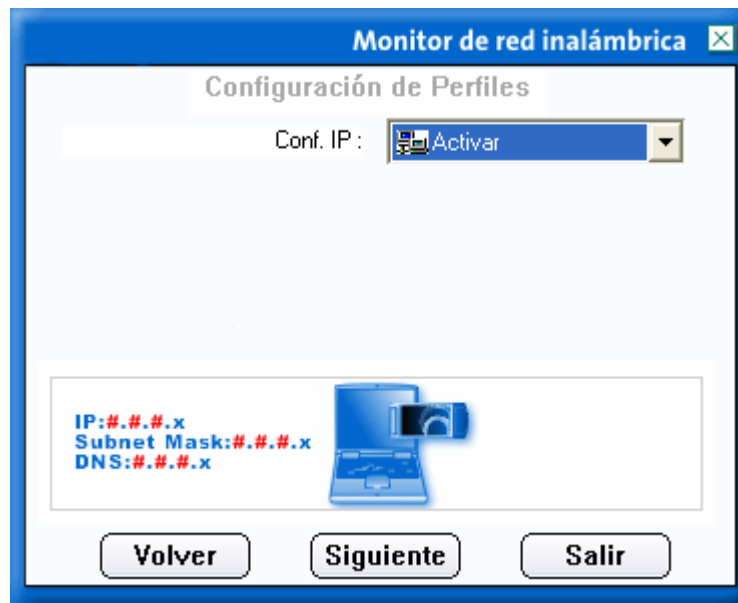 Monitor de red inalámbrica
Configuración de Perfiles
Conf. IP : Activar
IP:#.#.#.x
Subnet Mask:#.#.#.x
DNS:#.#.#.x
Volver Siguiente Salir